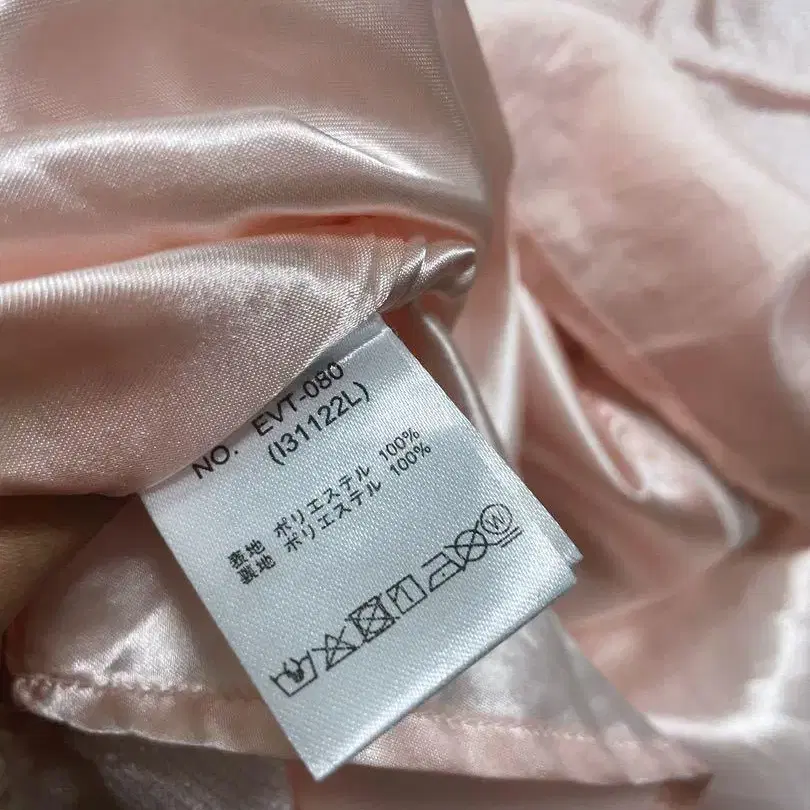 NO. EVT-080
(I31122L)
表地 ポリエステル 100%
裏地 ポリエステル 100%
W